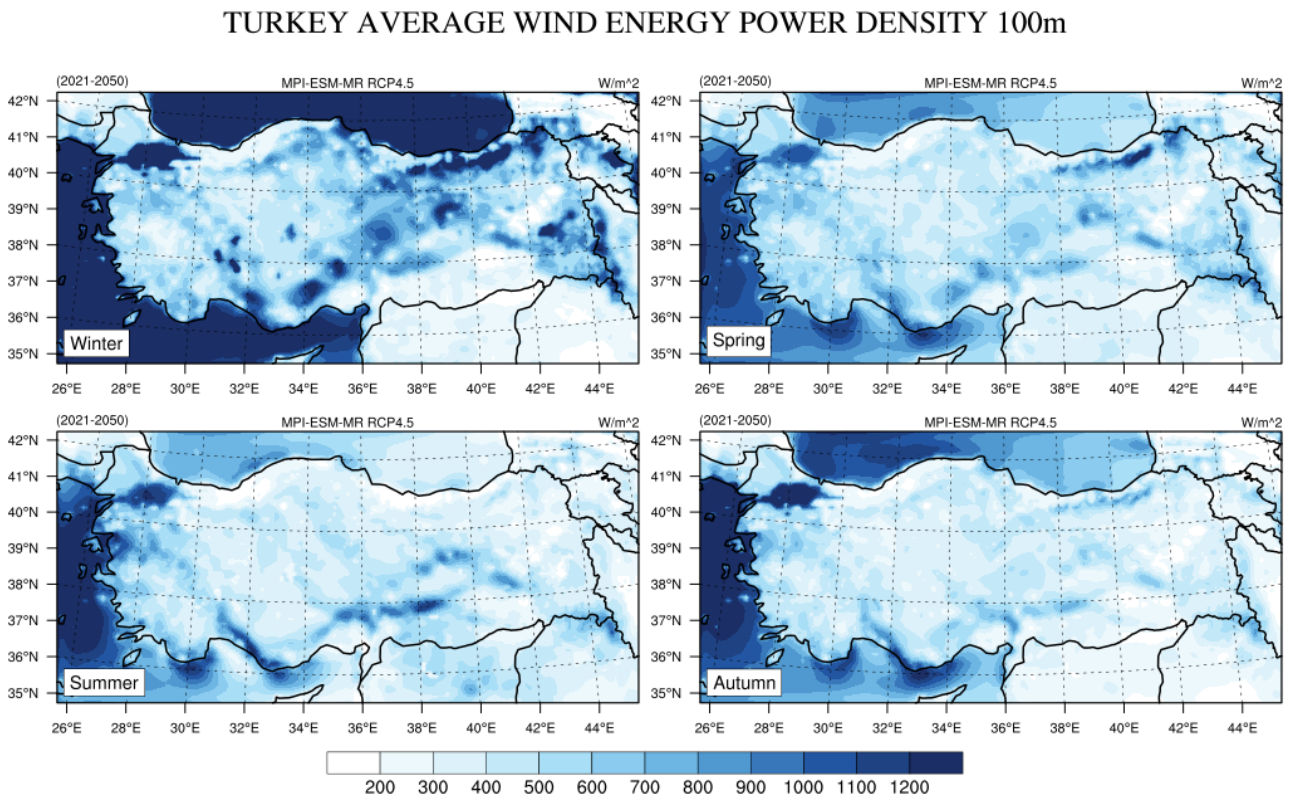 TURKEY AVERAGE WIND ENERGY POWER DENSITY 100m
(2021-2050) MPI-ESM-MR RCP4.5 W/m^2
42°N
41°N
40°N
39°N
38°N
37°N
36°N
35°N
Winter
26°E 28°E 30°E 32°E 34°E 36°E 38°E 40°E 42°E 44°E
(2021-2050) MPI-ESM-MR RCP4.5 W/m^2
42°N
41°N
40°N
39°N
38°N
37°N
36°N
35°N
Spring
26°E 28°E 30°E 32°E 34°E 36°E 38°E 40°E 42°E 44°E
(2021-2050) MPI-ESM-MR RCP4.5 W/m^2
42°N
41°N
40°N
39°N
38°N
37°N
36°N
35°N
Summer
26°E 28°E 30°E 32°E 34°E 36°E 38°E 40°E 42°E 44°E
(2021-2050) MPI-ESM-MR RCP4.5 W/m^2
42°N
41°N
40°N
39°N
38°N
37°N
36°N
35°N
Autumn
26°E 28°E 30°E 32°E 34°E 36°E 38°E 40°E 42°E 44°E
200 300 400 500 600 700 800 900 1000 1100 1200